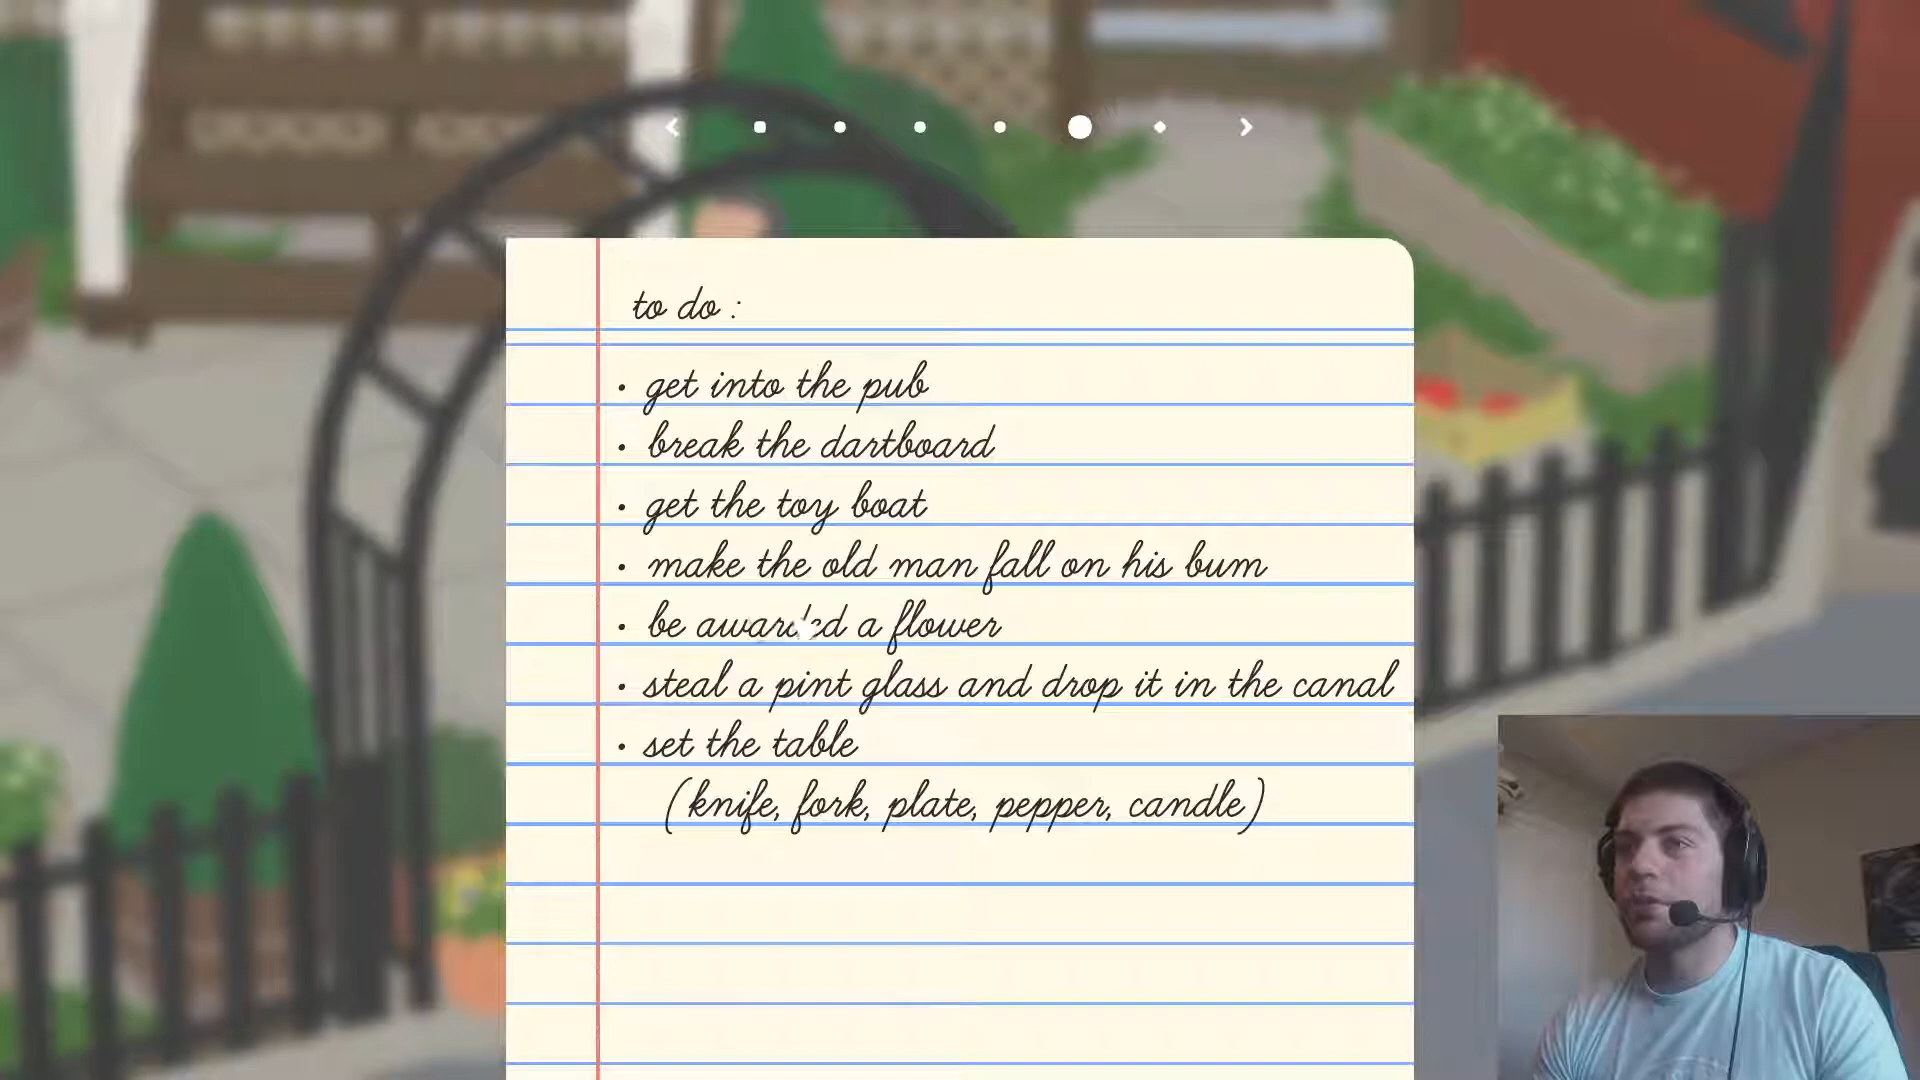 to do :
• get into the pub
• break the dartboard
• get the toy boat
• make the old man fall on his bum
• be awarded a flower
• steal a pint glass and drop it in the canal
• set the table
(knife, fork, plate, pepper, candle)